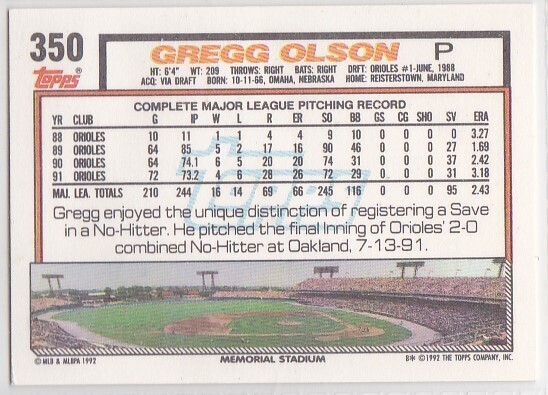 350
Topps®
GREGG OLSON P
HT: 6'4" WT: 209 THROWS: RIGHT BATS: RIGHT DRFT: ORIOLES #1-JUNE, 1988
ACQ: VIA DRAFT BORN: 10-11-66, OMAHA, NEBRASKA HOME: REISTERSTOWN, MARYLAND
COMPLETE MAJOR LEAGUE PITCHING RECORD
YR CLUB G IP W L R ER SO BB GS CG SHO SV ERA
88 ORIOLES 10 11 1 1 4 4 9 10 0 0 0 0 3.27
89 ORIOLES 64 85 5 2 17 16 90 46 0 0 0 27 1.69
90 ORIOLES 64 74.1 6 5 20 20 74 31 0 0 0 37 2.42
91 ORIOLES 72 73.2 4 6 28 26 72 29 0 0 0 31 3.18
MAJ. LEA. TOTALS 210 244 16 14 69 66 245 116 0 0 0 95 2.43
Topps
Gregg enjoyed the unique distinction of registering a Save
in a No-Hitter. He pitched the final Inning of Orioles' 2-0
combined No-Hitter at Oakland, 7-13-91.
© MLB & MLBPA 1992 MEMORIAL STADIUM B* © 1992 THE TOPPS COMPANY, INC.